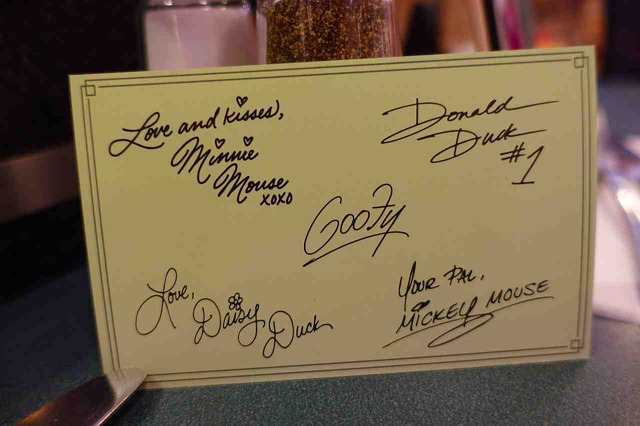 Love and kisses,
Minnie
Mouse
xoxo
Donald
Duck
#1
Goofy
Love,
Daisy
Duck
Your Pal,
Mickey Mouse